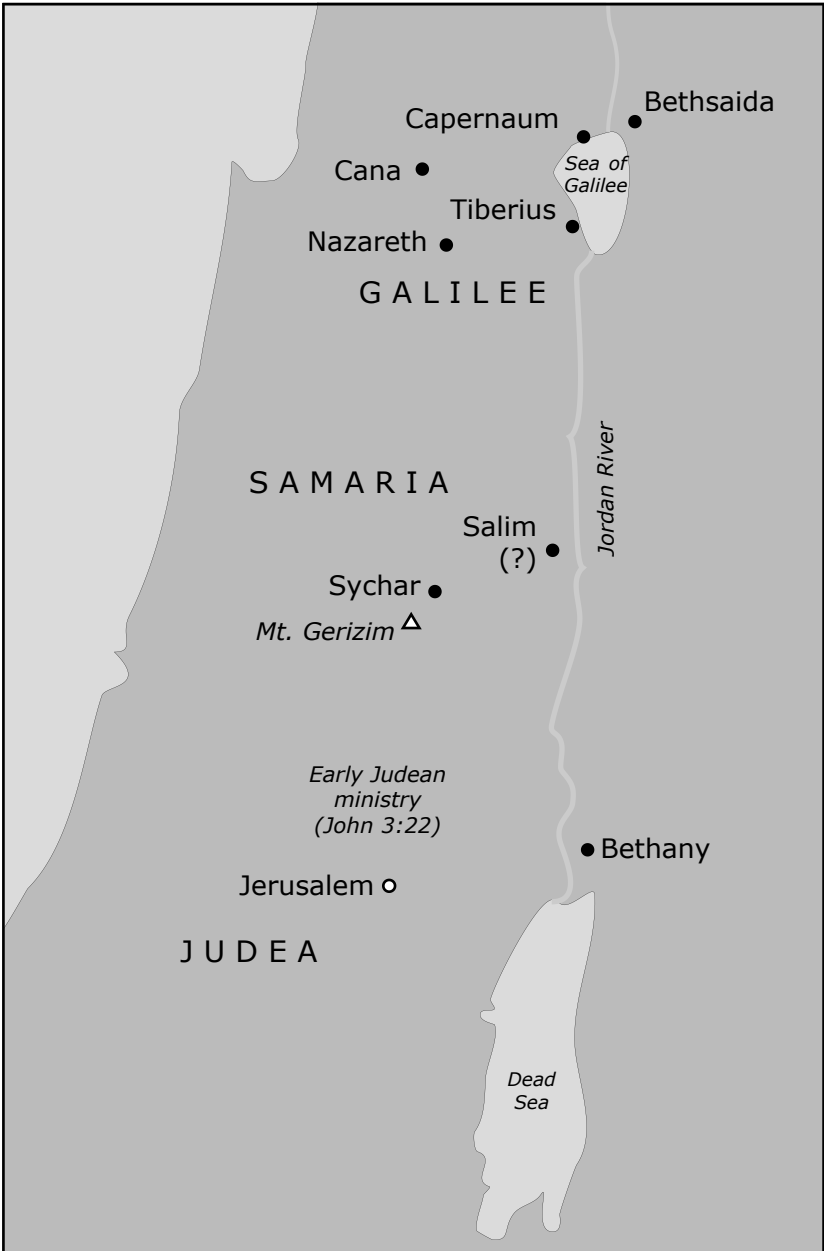 Bethsaida
Capernaum
Sea of
Galilee
Cana
Tiberius
Nazareth
GALILEE
Jordan River
SAMARIA
Salim
(?)
Sychar
Mt. Gerizim
Early Judean
ministry
(John 3:22)
Bethany
Jerusalem
JUDEA
Dead
Sea